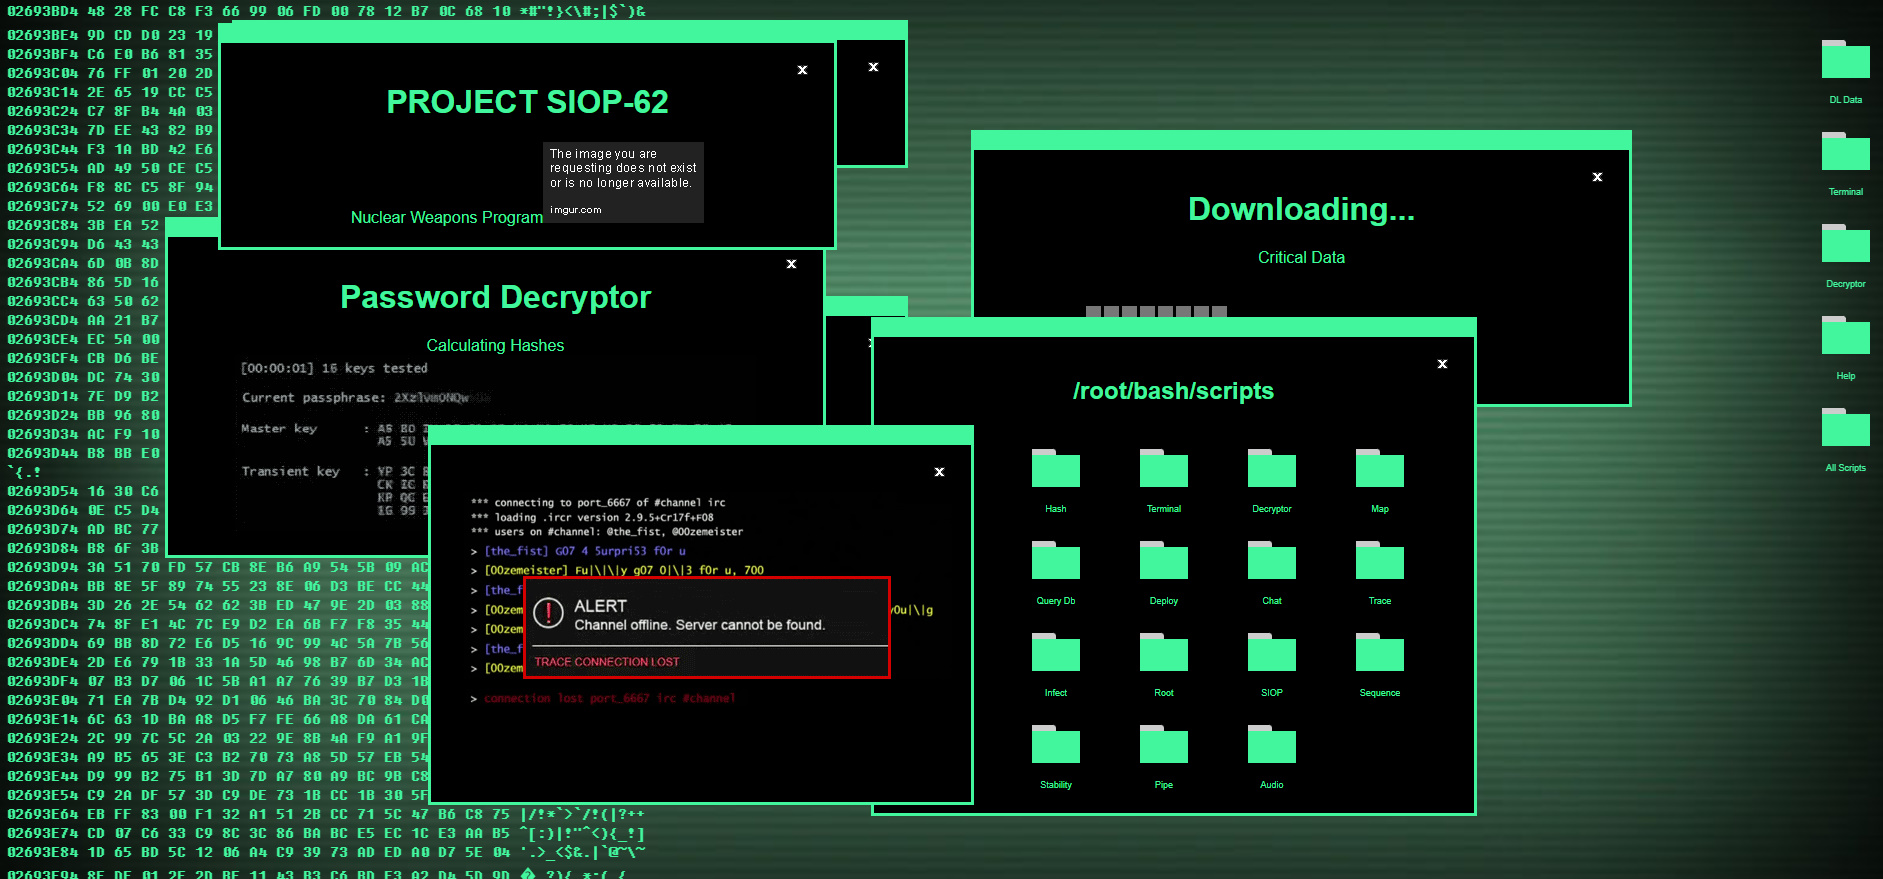 02693BD4 48 28 FC C8 F3 66 99 06 FD 00 78 12 B7 0C 68 10 *#"!}<\#;|$`)&
02693BE4 9D CD D0 23 19
02693BF4 C6 E0 B6 81 35
02693C04 76 FF 01 20 2D
02693C14 2E 65 19 CC C5
02693C24 C7 8F B4 4A 03
02693C34 7D EE 43 82 B9
02693C44 F3 1A BD 42 E6
02693C54 AD 49 50 CE C5
02693C64 F8 8C C5 8F 94
02693C74 52 69 00 E0 E3
02693C84 3B EA 52
02693C94 D6 43 43
02693CA4 6D 0B 8D
02693CB4 86 5D 16
02693CC4 63 50 62
02693CD4 AA 21 B7
02693CE4 EC 5A 00
02693CF4 CB D6 BE
02693D04 DC 74 30
02693D14 7E D9 B2
02693D24 BB 96 80
02693D34 AC F9 10
02693D44 B8 BB E0
`{.!
02693D54 16 30 C6
02693D64 0E C5 D4
02693D74 AD BC 77
02693D84 B8 6F 3B
02693D94 3A 51 70 FD 57 CB 8E B6 A9 54 5B 09 AC
02693DA4 BB 8E 5F 89 74 55 23 8E 06 D3 BE CC 44
02693DB4 3D 26 2E 54 62 62 3B ED 47 9E 2D 03 88
02693DC4 74 8F E1 4C 7C E9 D2 EA 6B F7 F8 35 44
02693DD4 69 BB 8D 72 E6 D5 16 9C 99 4C 5A 7B 56
02693DE4 2D E6 79 1B 33 1A 5D 46 98 B7 6D 34 AC
02693DF4 07 B3 D7 06 1C 5B A1 A7 76 39 B7 D3 1B
02693E04 71 EA 7B D4 92 D1 06 46 BA 3C 70 84 D0
02693E14 6C 63 1D BA A8 D5 F7 FE 66 A8 DA 61 CA
02693E24 2C 99 7C 5C 2A 03 22 9E 8B 4A F9 A1 9F
02693E34 A9 B5 65 3E C3 B2 70 73 A8 5D 57 EB 54
02693E44 D9 99 B2 75 B1 3D 7D A7 80 A9 BC 9B C8
02693E54 C9 2A DF 57 3D C9 DE 73 1B CC 1B 30 5F
02693E64 EB FF 83 00 F1 32 A1 51 2B CC 71 5C 47 B6 C8 75 |/!*`>`/!(|?++
02693E74 CD 07 C6 33 C9 8C 3C 86 BA BC E5 EC 1C E3 AA B5 ^[:)|!"^<){_!]
02693E84 1D 65 BD 5C 12 06 A4 C9 39 73 AD ED A0 D7 5E 04 '.>_<$&.|`@~\~
02693E94 8E DE 01 2E 2D BE 11 43 B3 C6 BD E3 A2 D4 5D 9D
x
x
PROJECT SIOP-62
The image you are
requesting does not exist
or is no longer available.
imgur.com
Nuclear Weapons Program
x
Password Decryptor
Calculating Hashes
[00:00:01] 16 keys tested
Current passphrase: 2XzlvmONQw
Master key : A6 8D
A5 5U
Transient key : YP 3C
CK IC
KP QC
1G 99
x
*** connecting to port_6667 of #channel irc
*** loading .ircr version 2.9.5+Cr17f+F08
*** users on #channel: @the_fist, @00zemeister
> [the_fist] G07 4 5urpri53 f0r u
> [00zemeister] Fu|\|\|y g07 0|\|3 f0r u, 700
> [the_f
> [00zem y0u|\|g
> [00zem
> [the_f
> [00zem
ALERT
Channel offline. Server cannot be found.
TRACE CONNECTION LOST
> connection lost port_6667 irc #channel
x
Downloading...
Critical Data
x
/root/bash/scripts
Hash Terminal Decryptor Map
Query Db Deploy Chat Trace
Infect Root SIOP Sequence
Stability Pipe Audio
DL Data
Terminal
Decryptor
Help
All Scripts